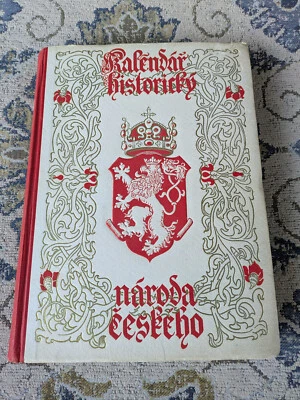 Kalendář
historický
národa
českého